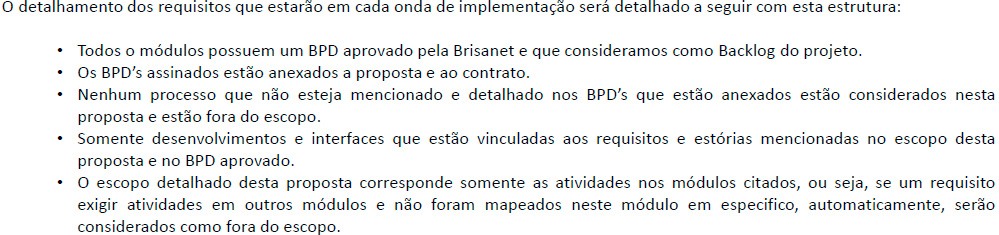 O detalhamento dos requisitos que estarão em cada onda de implementação será detalhado a seguir com esta estrutura:
• Todos o módulos possuem um BPD aprovado pela Brisanet e que consideramos como Backlog do projeto.
• Os BPD’s assinados estão anexados a proposta e ao contrato.
• Nenhum processo que não esteja mencionado e detalhado nos BPD’s que estão anexados estão considerados nesta
proposta e estão fora do escopo.
• Somente desenvolvimentos e interfaces que estão vinculadas aos requisitos e estórias mencionadas no escopo desta
proposta e no BPD aprovado.
• O escopo detalhado desta proposta corresponde somente as atividades nos módulos citados, ou seja, se um requisito
exigir atividades em outros módulos e não foram mapeados neste módulo em especifico, automaticamente, serão
considerados como fora do escopo.